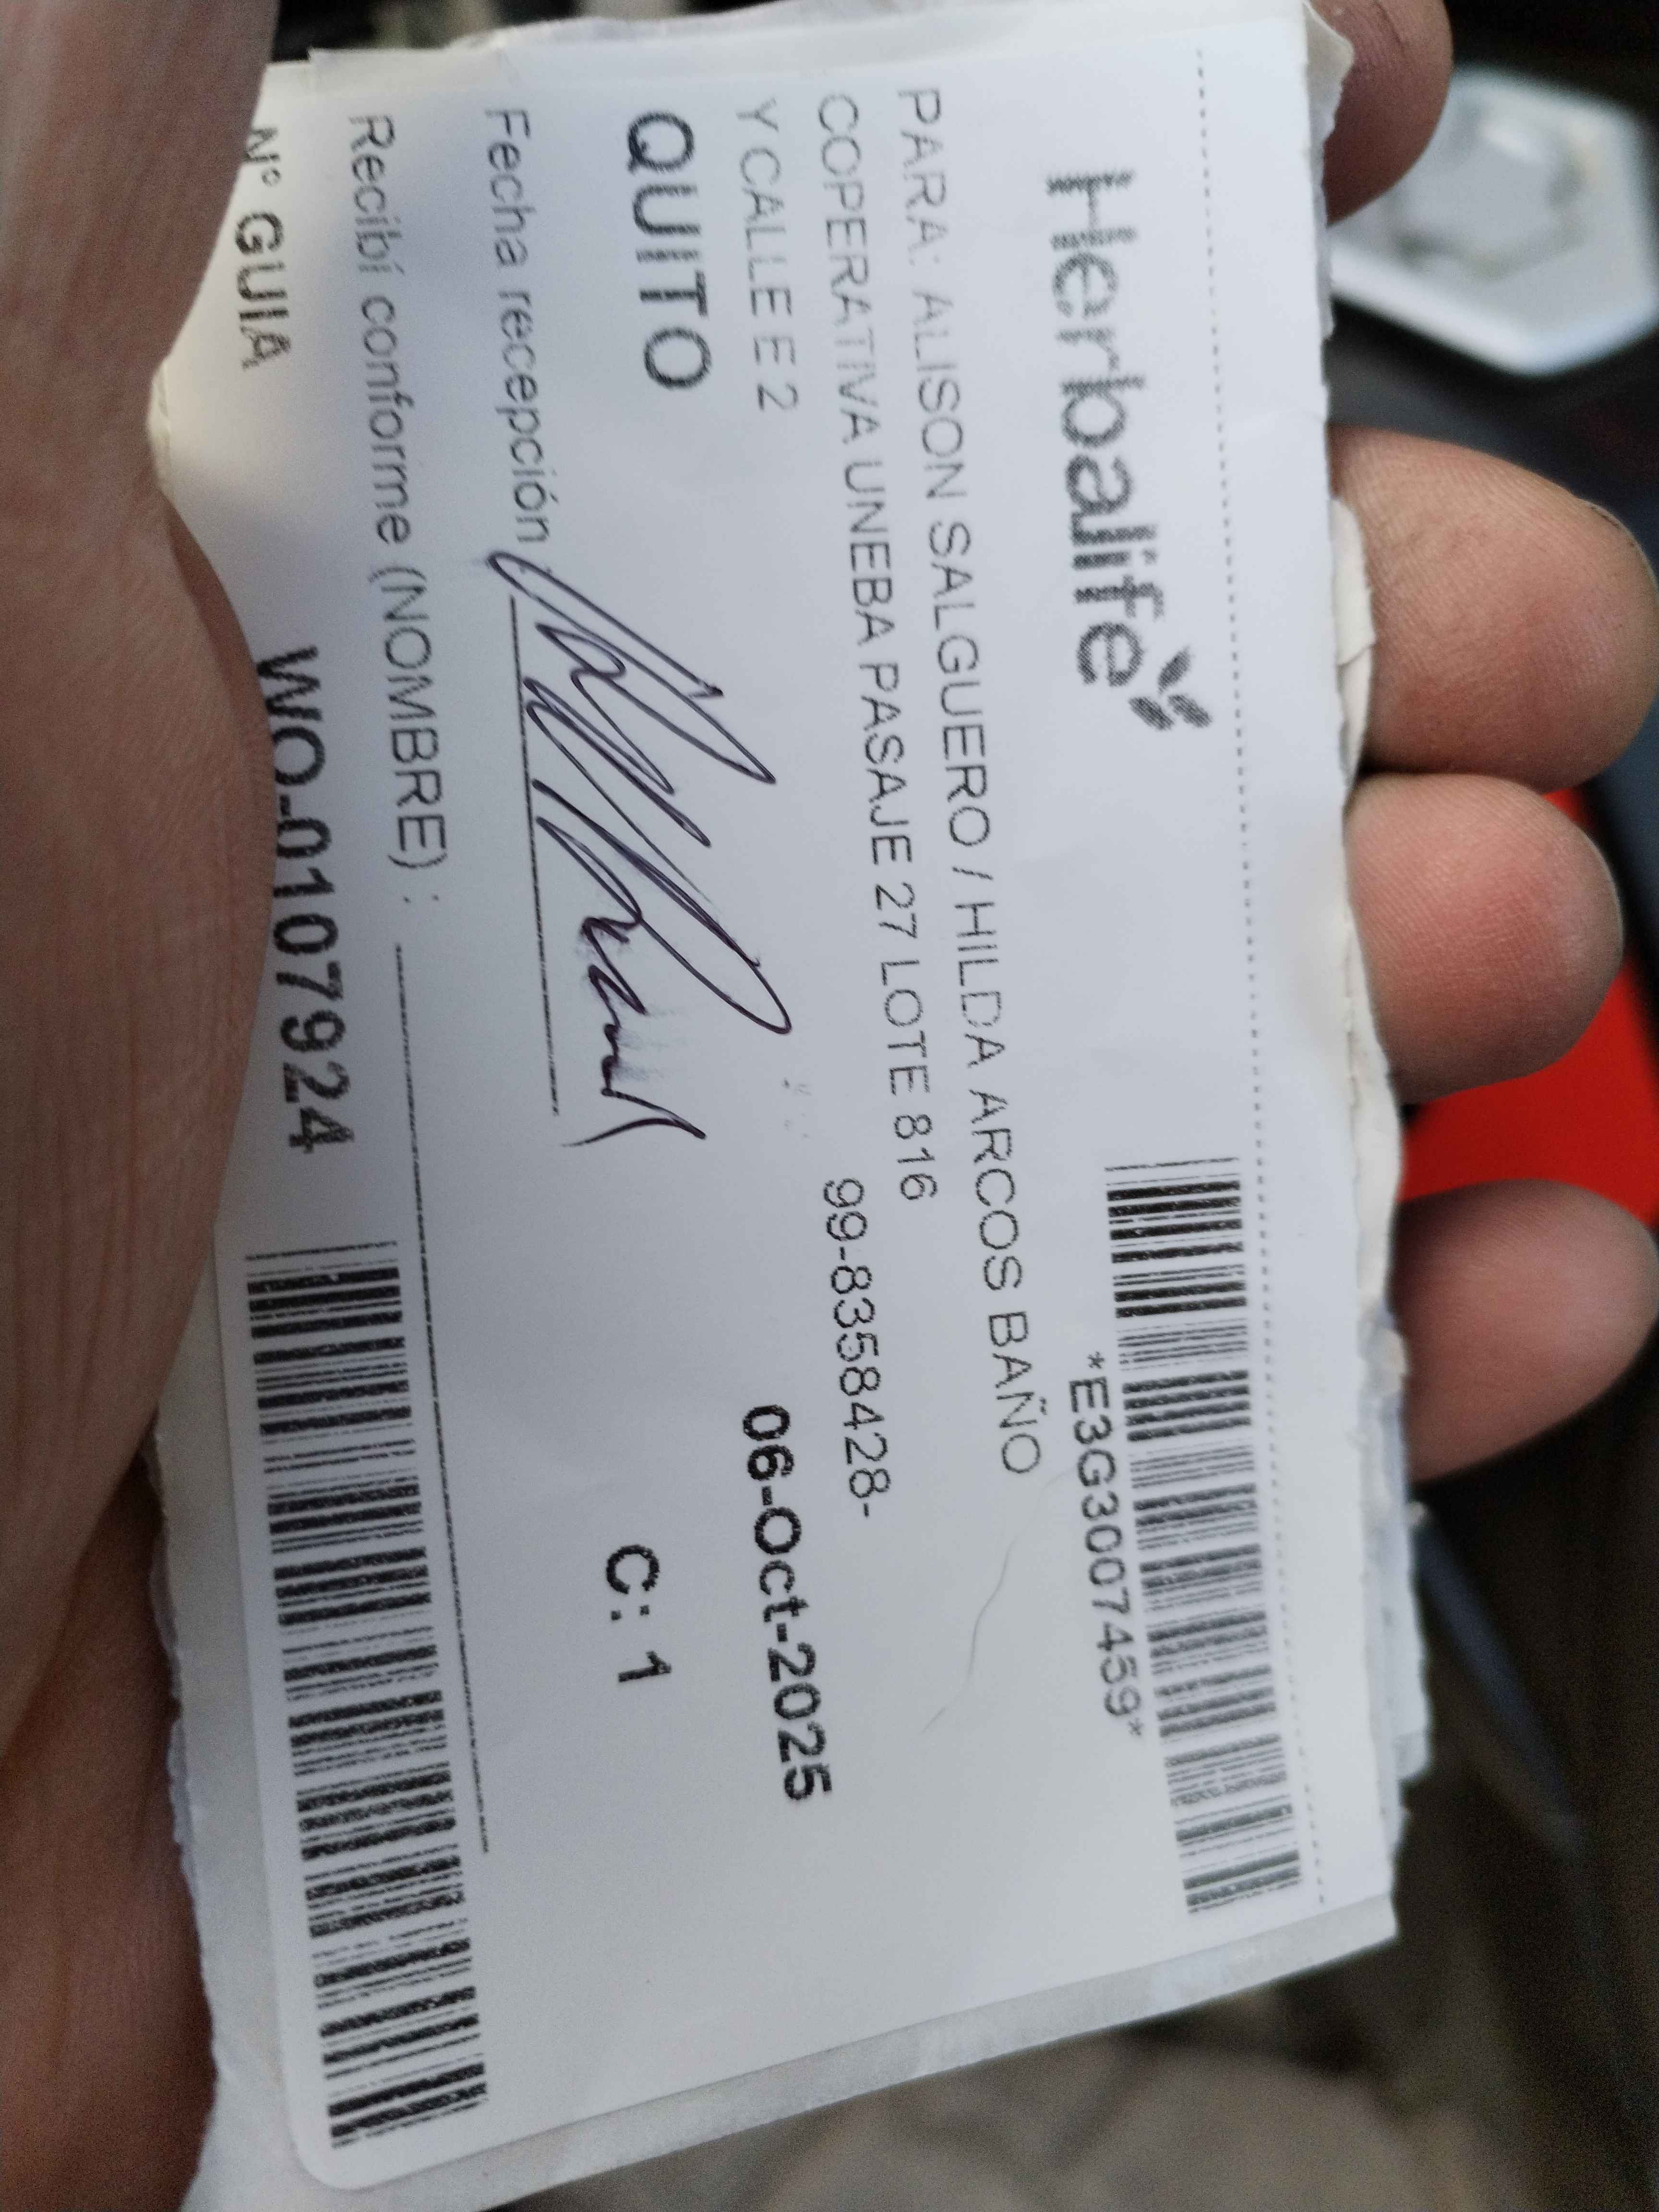 Herbalife
*E3G3007459*
PARA: ALISON SALGUERO / HILDA ARCOS BAÑO
COPERATIVA UNEBA PASAJE 27 LOTE 816
Y CALLE E 2
99-8358428-
QUITO
06-Oct-2025
C: 1
Fecha recepción
Recibí conforme (NOMBRE) :
N° GUIA
WO-0107924